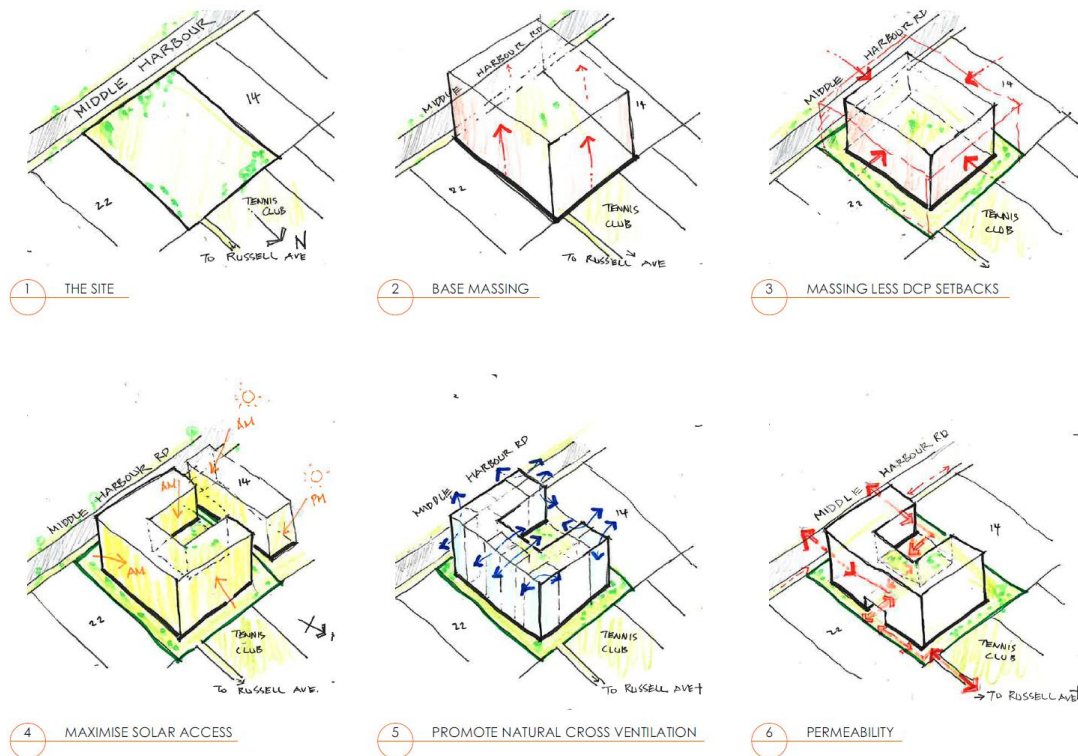 MIDDLE HARBOUR
14
22
TENNIS
CLUB
N
TO RUSSELL AVE
1 THE SITE
MIDDLE HARBOUR RD
14
22
TENNIS
CLUB
TO RUSSELL AVE
2 BASE MASSING
MIDDLE HARBOUR RD
14
22
TENNIS
CLUB
TO RUSSELL AVE
3 MASSING LESS DCP SETBACKS
AM
MIDDLE HARBOUR RD
AM
14
PM
AM
22
TENNIS
CLUB
TO RUSSELL AVE.
4 MAXIMISE SOLAR ACCESS
MIDDLE HARBOUR RD
14
22
TENNIS
CLUB
TO RUSSELL AVE
5 PROMOTE NATURAL CROSS VENTILATION
MIDDLE HARBOUR RD
14
22
TENNIS
CLUB
TO RUSSELL AVE
6 PERMEABILITY